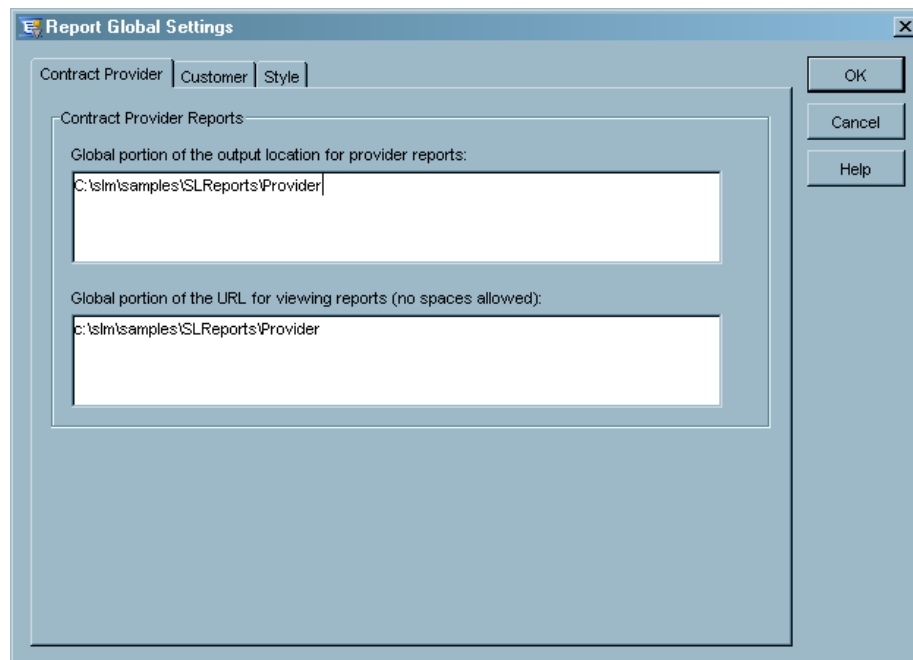 Report Global Settings
Contract Provider
Customer
Style
OK
Cancel
Help
Contract Provider Reports
Global portion of the output location for provider reports:
C:\slm\samples\SLReports\Provider
Global portion of the URL for viewing reports (no spaces allowed):
c:\slm\samples\SLReports\Provider